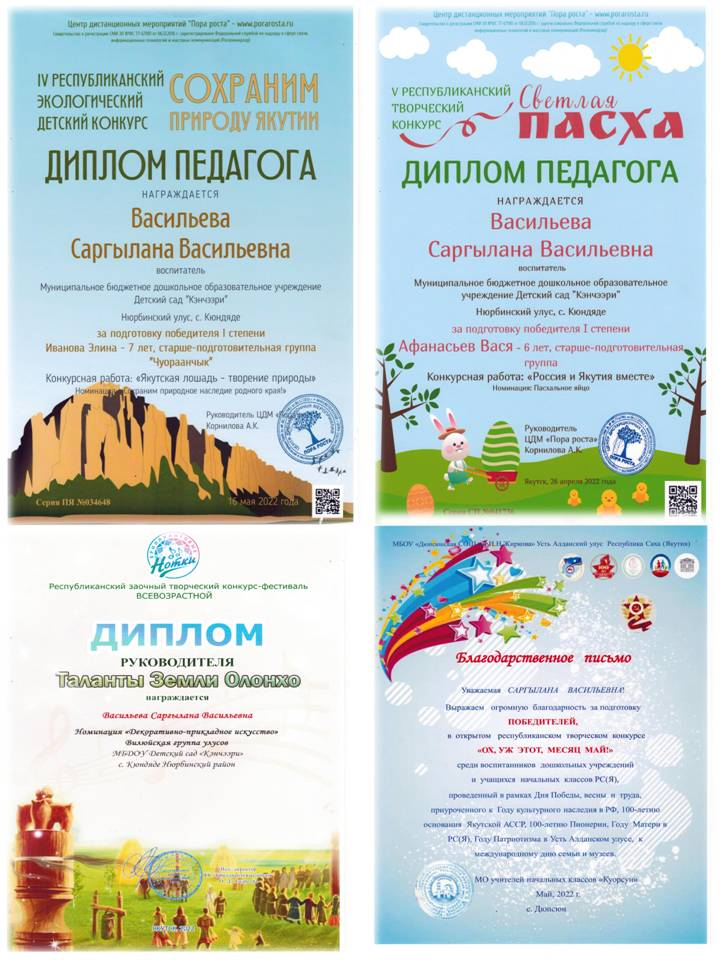 Центр дистанционных мероприятий "Пора роста" - www.porarosta.ru
IV РЕСПУБЛИКАНСКИЙ
ЭКОЛОГИЧЕСКИЙ
ДЕТСКИЙ КОНКУРС
СОХРАНИМ
ПРИРОДУ ЯКУТИИ
ДИПЛОМ ПЕДАГОГА
НАГРАЖДАЕТСЯ
Васильева
Саргылана Васильевна
воспитатель
Муниципальное бюджетное дошкольное образовательное учреждение
Детский сад "Кэнчээри"
Нюрбинский улус, с. Кюндяде
за подготовку победителя I степени
Иванова Элина - 7 лет, старше-подготовительная группа
"Чуораанчык"
Конкурсная работа: «Якутская лошадь - творение природы»
Номинация: «Сохраним природное наследие родного края!»
Руководитель
ЦДМ «Пора роста»
Корнилова А.К.
ПОРА РОСТА
Серия ПЯ №034648
16 мая 2022 года
Центр дистанционных мероприятий "Пора роста" - www.porarosta.ru
V РЕСПУБЛИКАНСКИЙ
ТВОРЧЕСКИЙ
КОНКУРС
Светлая
ПАСХА
ДИПЛОМ ПЕДАГОГА
НАГРАЖДАЕТСЯ
Васильева
Саргылана Васильевна
воспитатель
Муниципальное бюджетное дошкольное образовательное
учреждение Детский сад "Кэнчээри"
Нюрбинский улус, с. Кюндяде
за подготовку победителя I степени
Афанасьев Вася - 6 лет, старше-подготовительная
группа
Конкурсная работа: «Россия и Якутия вместе»
Номинация: Пасхальное яйцо
Руководитель
ЦДМ «Пора роста»
Корнилова А.К.
ПОРА РОСТА
Якутск, 26 апреля 2022 года
Нотки
Республиканский заочный творческий конкурс-фестиваль
ВСЕВОЗРАСТНОЙ
ДИПЛОМ
РУКОВОДИТЕЛЯ
Таланты Земли Олонхо
награждается
Васильева Саргылана Васильевна
Номинация «Декоративно-прикладное искусство»
Вилюйская группа улусов
МБДОУ Детский сад «Кэнчээри»
с. Кюндяде Нюрбинский район
ЯКУТСК, 2022
Усть Алданский улус Республика Саха (Якутия)
Благодарственное письмо
Уважаемая САРГЫЛАНА ВАСИЛЬЕВНА!
Выражаем огромную благодарность за подготовку
ПОБЕДИТЕЛЕЙ,
в открытом республиканском творческом конкурсе
«ОХ, УЖ ЭТОТ, МЕСЯЦ МАЙ!»
среди воспитанников дошкольных учреждений
и учащихся начальных классов РС(Я),
проведенный в рамках Дня Победы, весны и труда,
приуроченного к Году культурного наследия в РФ, 100-летию
основания Якутской АССР, 100-летию Пионерии, Году Матери в
РС(Я), Году Патриотизма в Усть Алданском улусе, к
международному дню семьи и музеев.
МО учителей начальных классов «Куорсун»
Май, 2022 г.
с. Дюпсюн